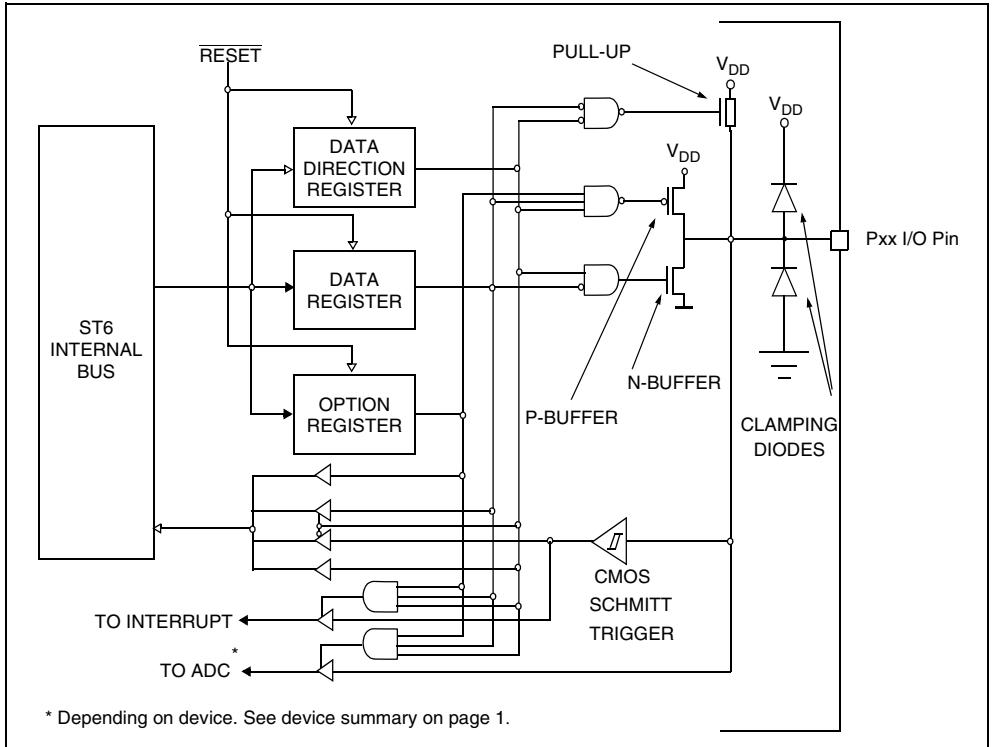 RESET
PULL-UP
VDD
VDD
DATA
DIRECTION
REGISTER
VDD
Pxx I/O Pin
DATA
REGISTER
ST6
INTERNAL
BUS
N-BUFFER
OPTION
REGISTER
P-BUFFER
CLAMPING
DIODES
CMOS
SCHMITT
TRIGGER
TO INTERRUPT
TO ADC*
* Depending on device. See device summary on page 1.